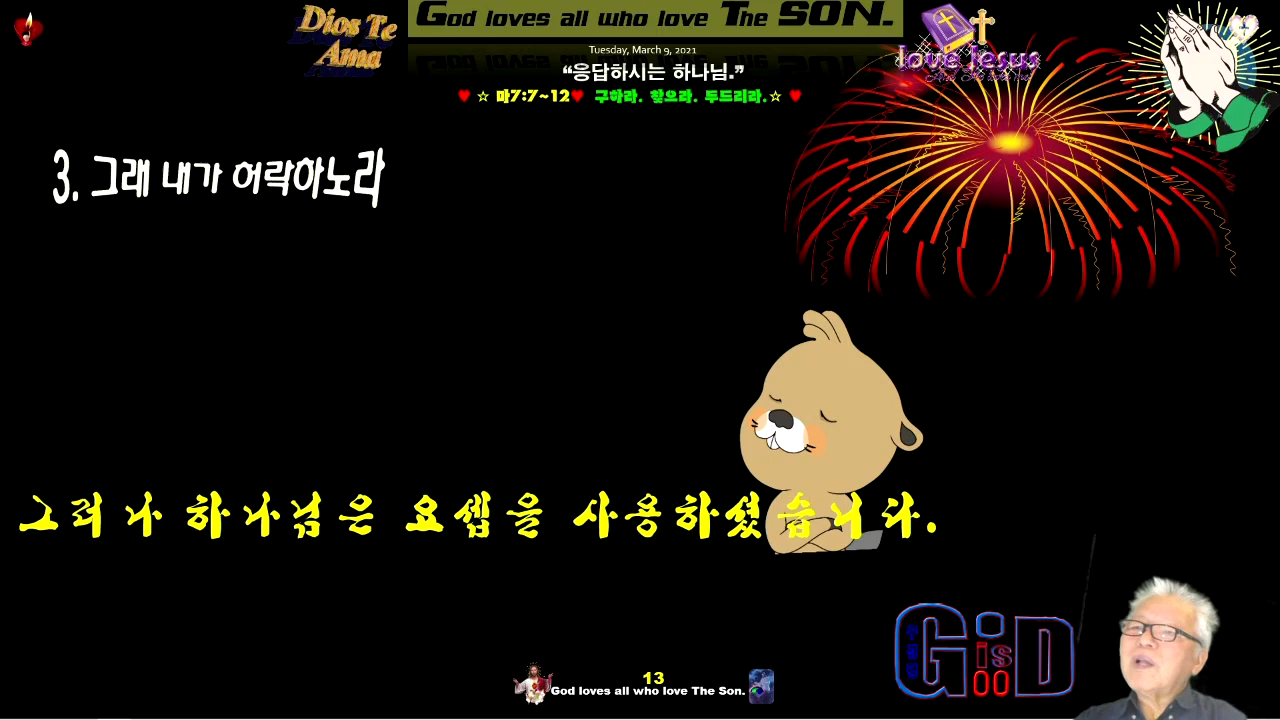 Dios Te
Ama
God loves all who love The SON.
Tuesday, March 9, 2021
“응답하시는 하나님.”
♥ ☆ 마7:7~12♥ 구하라. 찾으라. 두드리라.☆ ♥
love Jesus
3. 그래 내가 허락하노라
그러나 하나님은 요셉을 사용하셨습니다.
GOD
is
13
God loves all who love The Son.